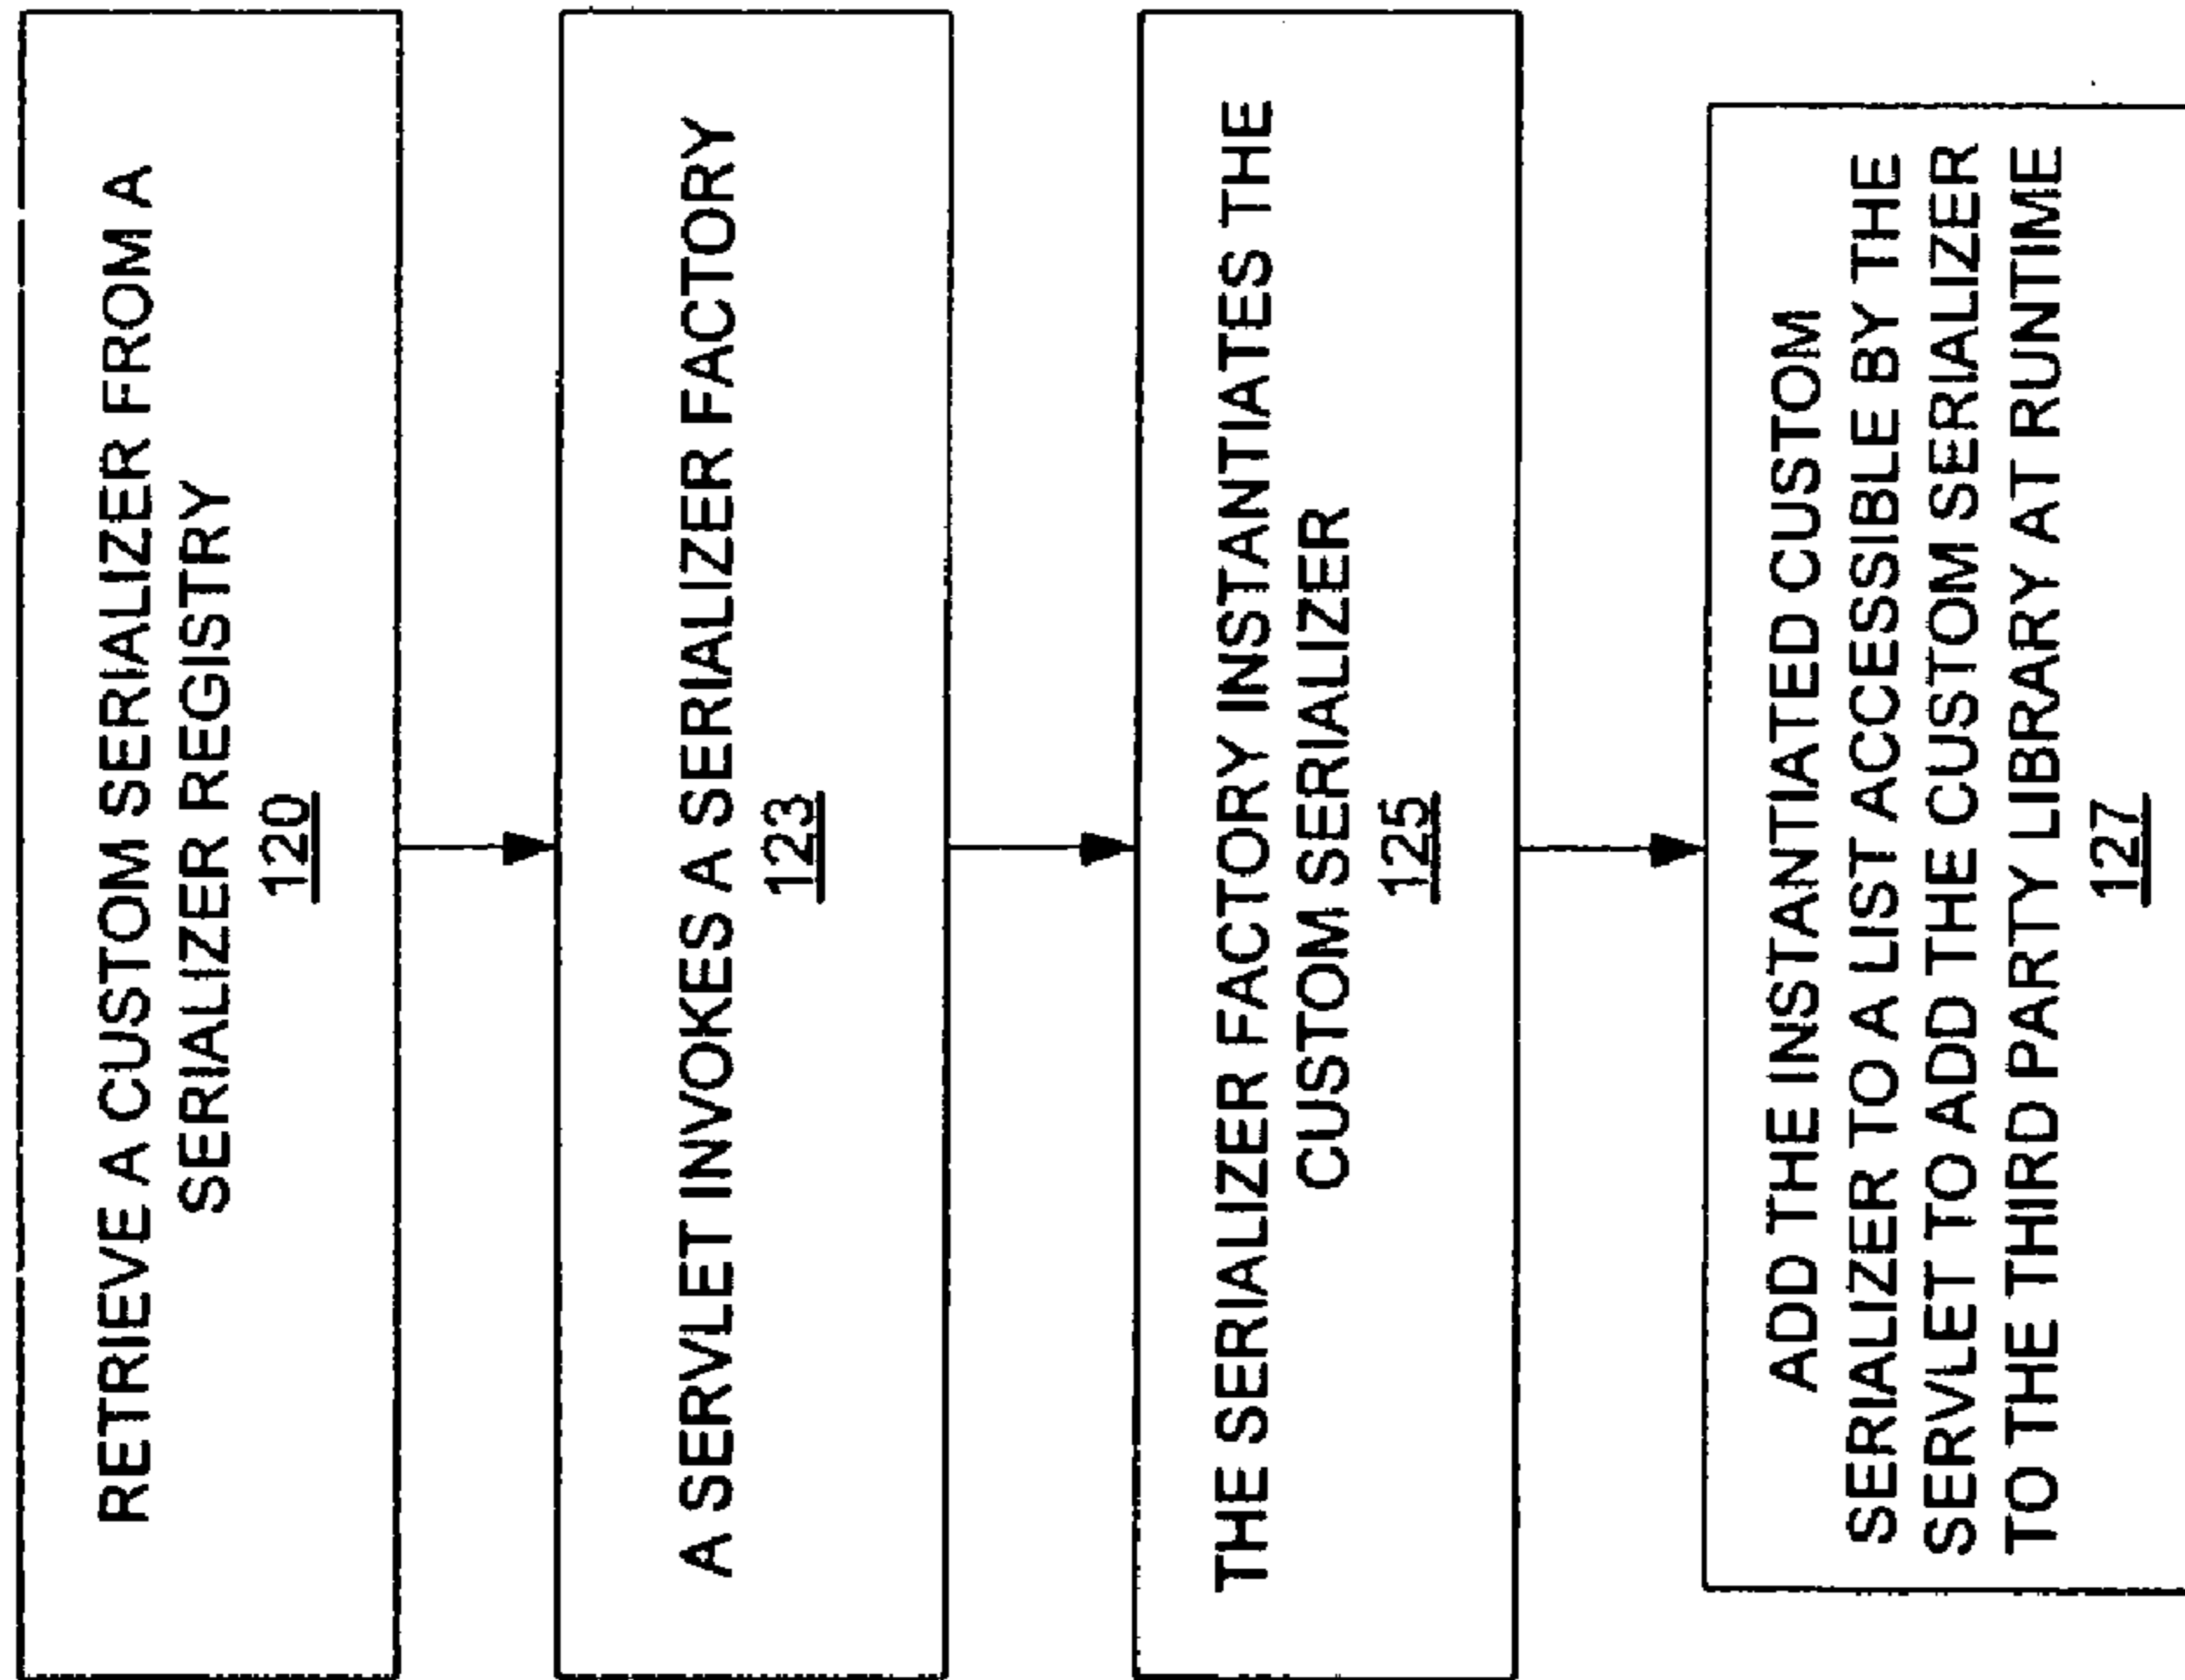 RETRIEVE A CUSTOM SERIALIZER FROM A
SERIALIZER REGISTRY
120
A SERVLET INVOKES A SERIALIZER FACTORY
123
THE SERIALIZER FACTORY INSTANTIATES THE
CUSTOM SERIALIZER
125
ADD THE INSTANTIATED CUSTOM
SERIALIZER TO A LIST ACCESSIBLE BY THE
SERVLET TO ADD THE CUSTOM SERIALIZER
TO THE THIRD PARTY LIBRARY AT RUNTIME
127